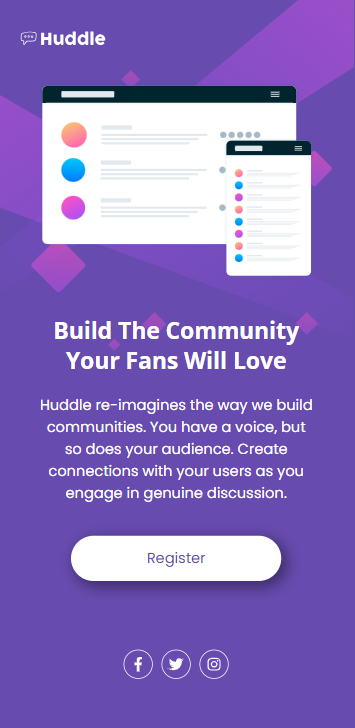 Huddle
Build The Community
Your Fans Will Love
Huddle re-imagines the way we build
communities. You have a voice, but
so does your audience. Create
connections with your users as you
engage in genuine discussion.
Register